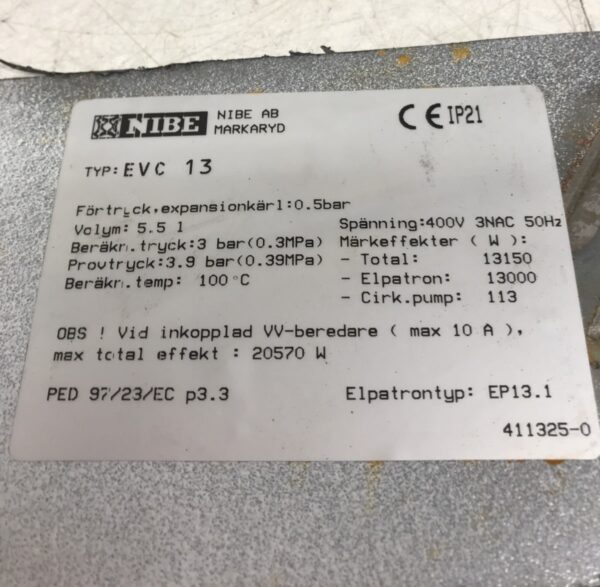 NIBE NIBE AB
MARKARYD
CE IP21
TYP: EVC 13
Förtryck,expansionkärl:0.5bar
Volym: 5.5 l
Beräkn.tryck:3 bar(0.3MPa)
Provtryck:3.9 bar(0.39MPa)
Beräkn.temp: 100°C
Spänning:400V 3NAC 50Hz
Märkeffekter ( W ):
- Total: 13150
- Elpatron: 13000
- Cirk.pump: 113
OBS ! Vid inkopplad VV-beredare ( max 10 A ),
max total effekt : 20570 W
PED 97/23/EC p3.3
Elpatrontyp: EP13.1
411325-0